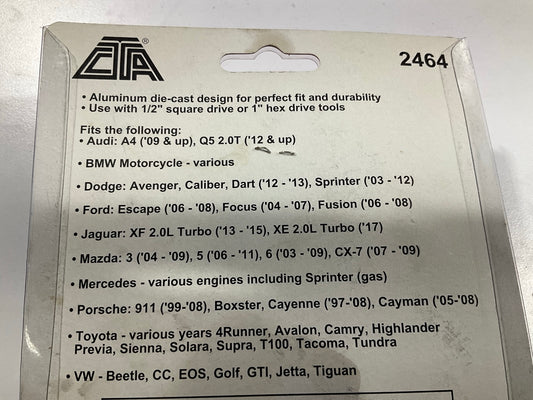 CTA®
2464
• Aluminum die-cast design for perfect fit and durability
• Use with 1/2" square drive or 1" hex drive tools
Fits the following:
• Audi: A4 ('09 & up), Q5 2.0T ('12 & up)
• BMW Motorcycle - various
• Dodge: Avenger, Caliber, Dart ('12 - '13), Sprinter ('03 - '12)
• Ford: Escape ('06 - '08), Focus ('04 - '07), Fusion ('06 - '08)
• Jaguar: XF 2.0L Turbo ('13 - '15), XE 2.0L Turbo ('17)
• Mazda: 3 ('04 - '09), 5 ('06 - '11), 6 ('03 - '09), CX-7 ('07 - '09)
• Mercedes - various engines including Sprinter (gas)
• Porsche: 911 ('99-'08), Boxster, Cayenne ('97-'08), Cayman ('05-'08)
• Toyota - various years 4Runner, Avalon, Camry, Highlander
Previa, Sienna, Solara, Supra, T100, Tacoma, Tundra
• VW - Beetle, CC, EOS, Golf, GTI, Jetta, Tiguan